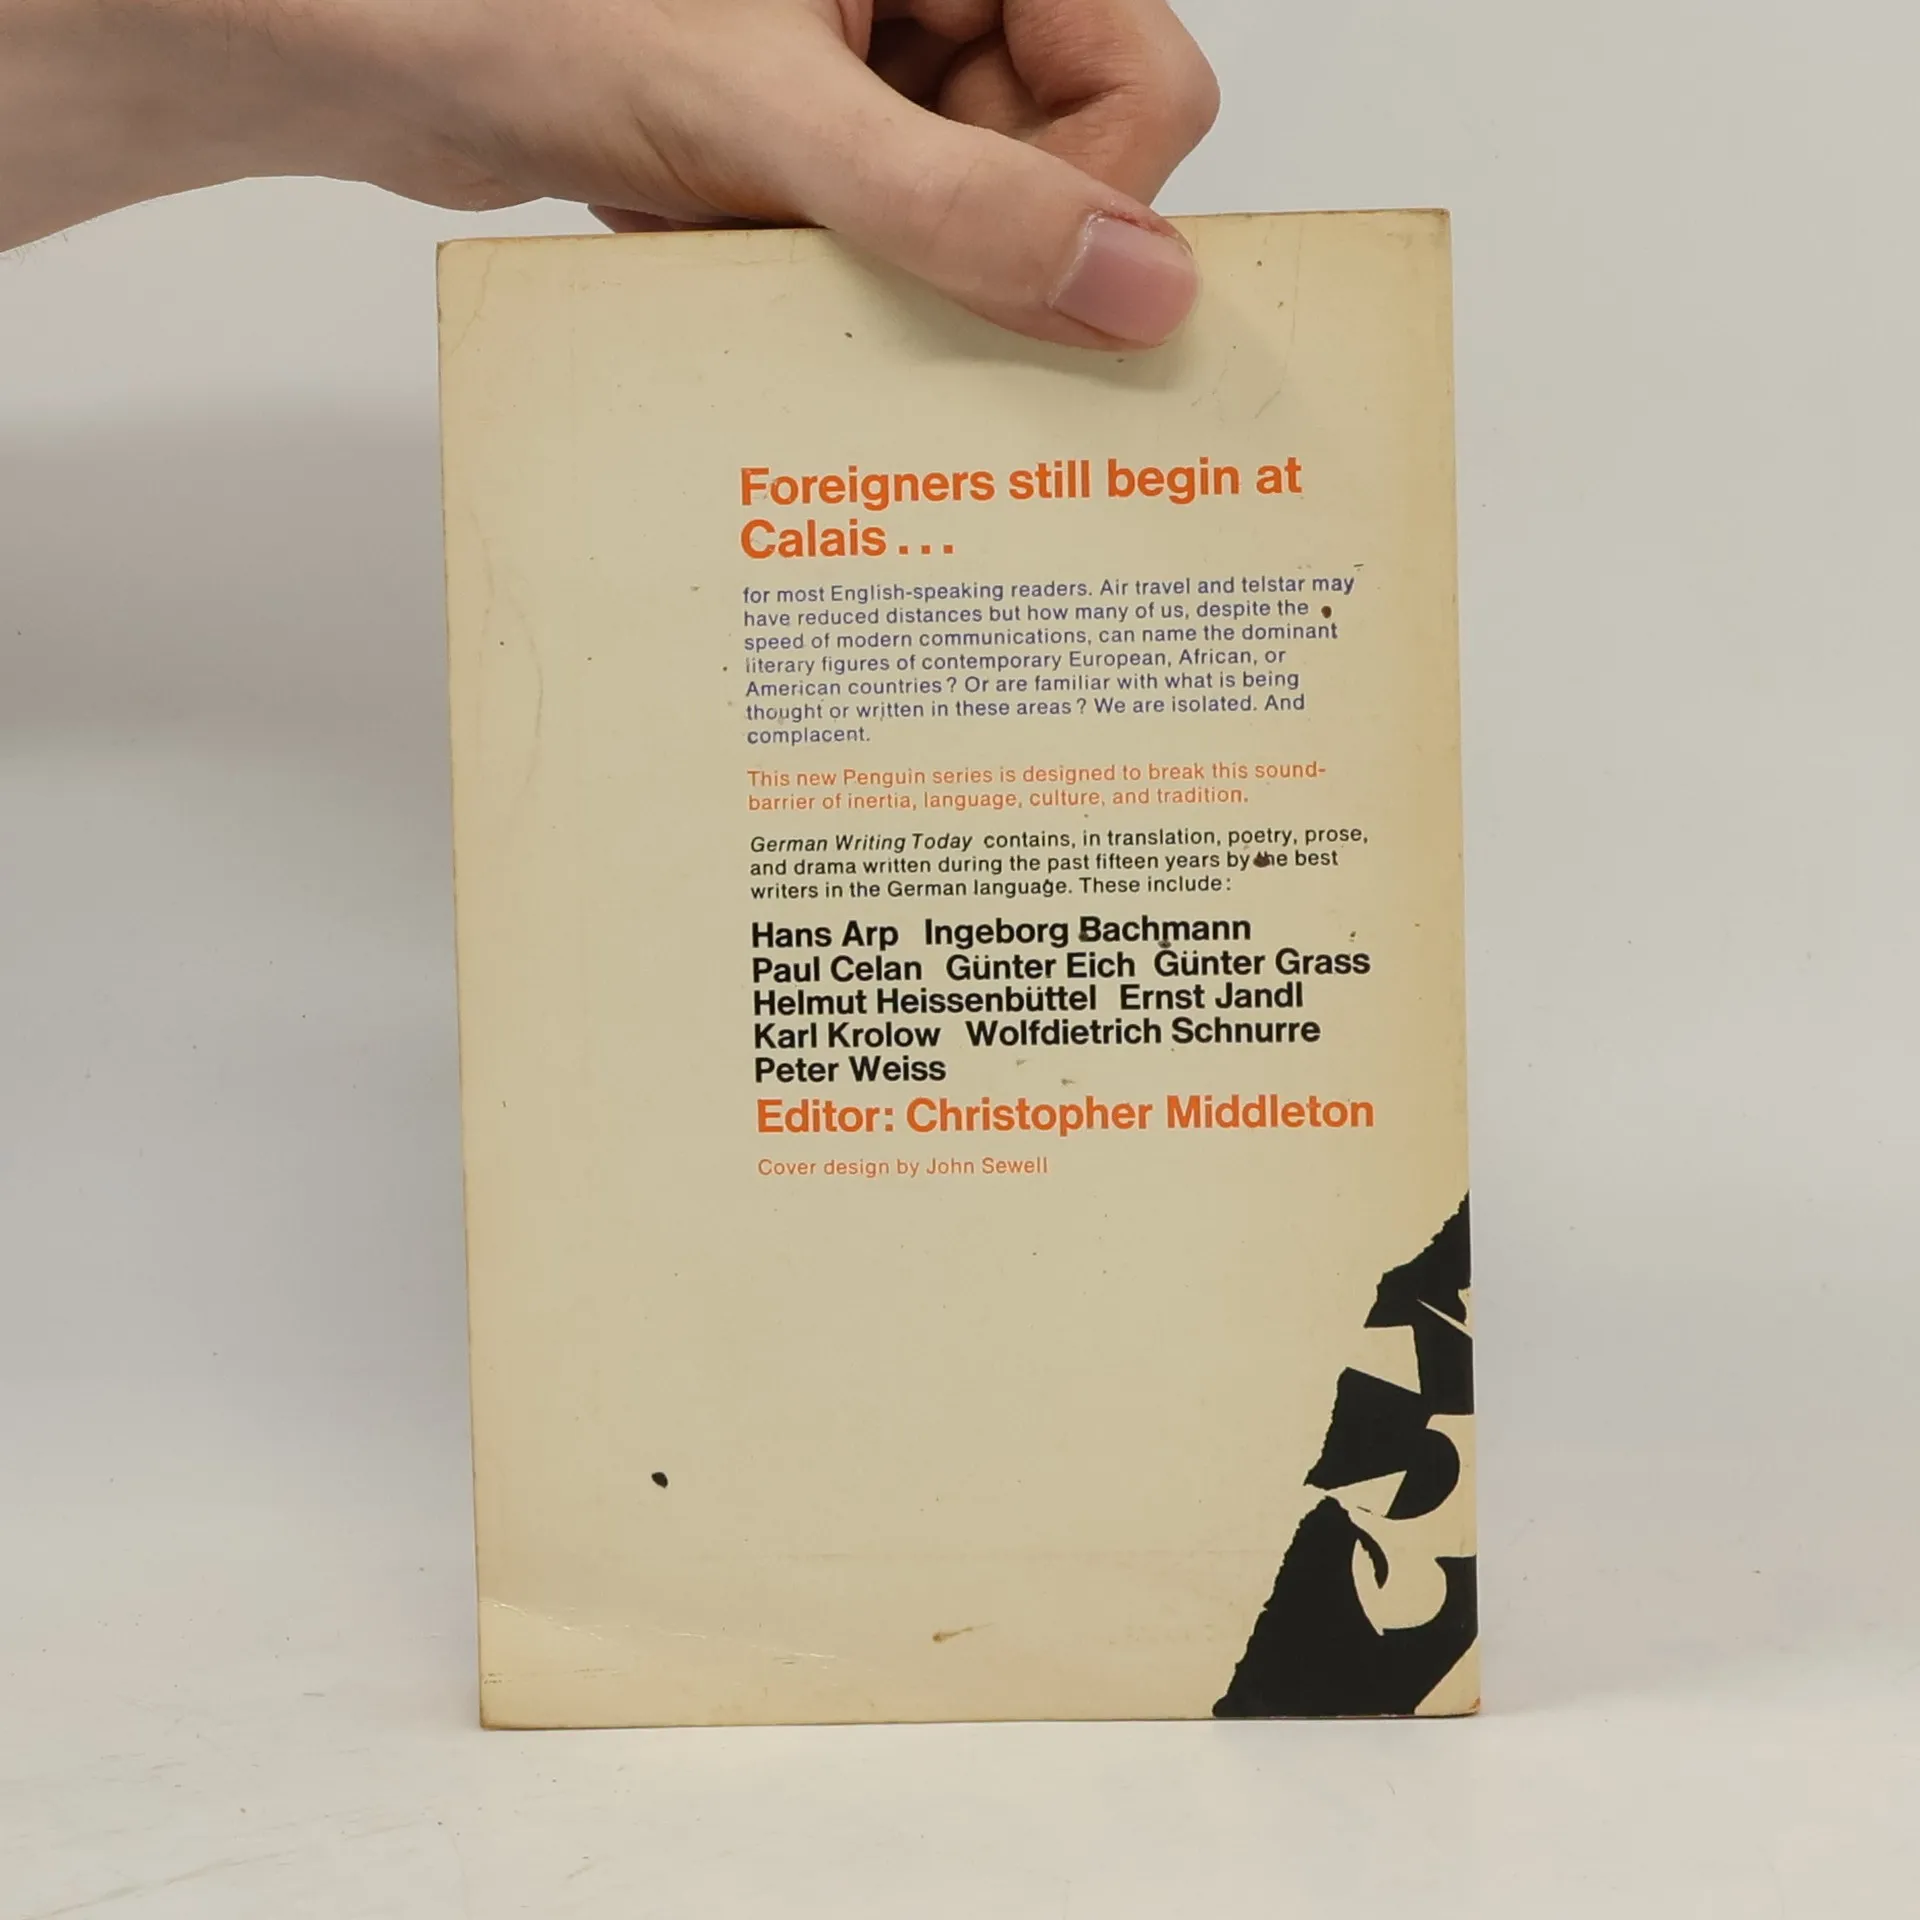 Foreigners still begin at
Calais...
for most English-speaking readers. Air travel and telstar may
have reduced distances but how many of us, despite the
speed of modern communications, can name the dominant
literary figures of contemporary European, African, or
American countries? Or are familiar with what is being
thought or written in these areas? We are isolated. And
complacent.
This new Penguin series is designed to break this sound-
barrier of inertia, language, culture, and tradition.
German Writing Today contains, in translation, poetry, prose,
and drama written during the past fifteen years by the best
writers in the German language. These include:
Hans Arp Ingeborg Bachmann
Paul Celan Günter Eich Günter Grass
Helmut Heissenbüttel Ernst Jandl
Karl Krolow Wolfdietrich Schnurre
Peter Weiss
Editor: Christopher Middleton
Cover design by John Sewell